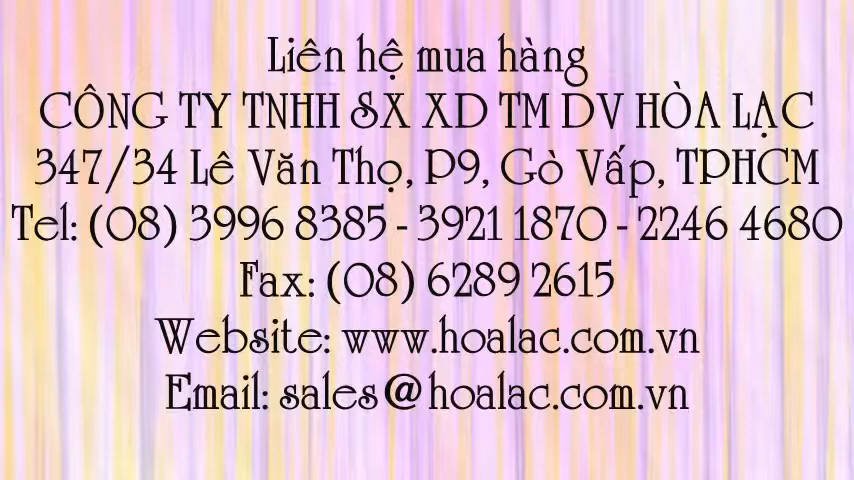 Liên hệ mua hàng
CÔNG TY TNHH SX XD TM DV HÒA LẠC
347/34 Lê Văn Thọ, P9, Gò Vấp, TPHCM
Tel: (08) 3996 8385 - 3921 1870 - 2246 4680
Fax: (08) 6289 2615
Website: www.hoalac.com.vn
Email: sales@hoalac.com.vn